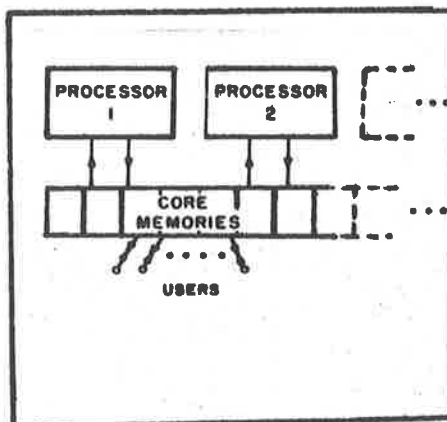 PROCESSOR
1
PROCESSOR
2
CORE
MEMORIES
USERS